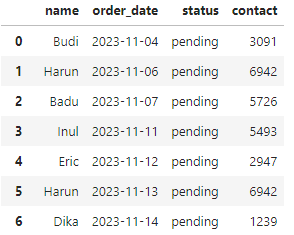 name order_date status contact
0 Budi 2023-11-04 pending 3091
1 Harun 2023-11-06 pending 6942
2 Badu 2023-11-07 pending 5726
3 Inul 2023-11-11 pending 5493
4 Eric 2023-11-12 pending 2947
5 Harun 2023-11-13 pending 6942
6 Dika 2023-11-14 pending 1239